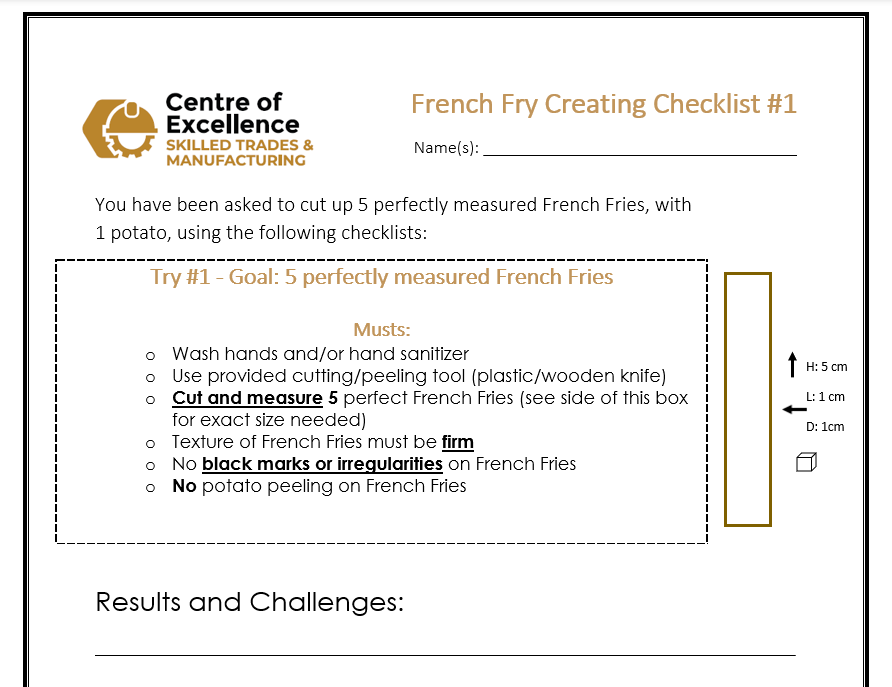 Centre of
Excellence
SKILLED TRADES &
MANUFACTURING
French Fry Creating Checklist #1
Name(s):
You have been asked to cut up 5 perfectly measured French Fries, with
1 potato, using the following checklists:
Try #1 - Goal: 5 perfectly measured French Fries
Musts:
o Wash hands and/or hand sanitizer
o Use provided cutting/peeling tool (plastic/wooden knife)
o Cut and measure 5 perfect French Fries (see side of this box
for exact size needed)
o Texture of French Fries must be firm
o No black marks or irregularities on French Fries
o No potato peeling on French Fries
H: 5 cm
L: 1 cm
D: 1cm
Results and Challenges: